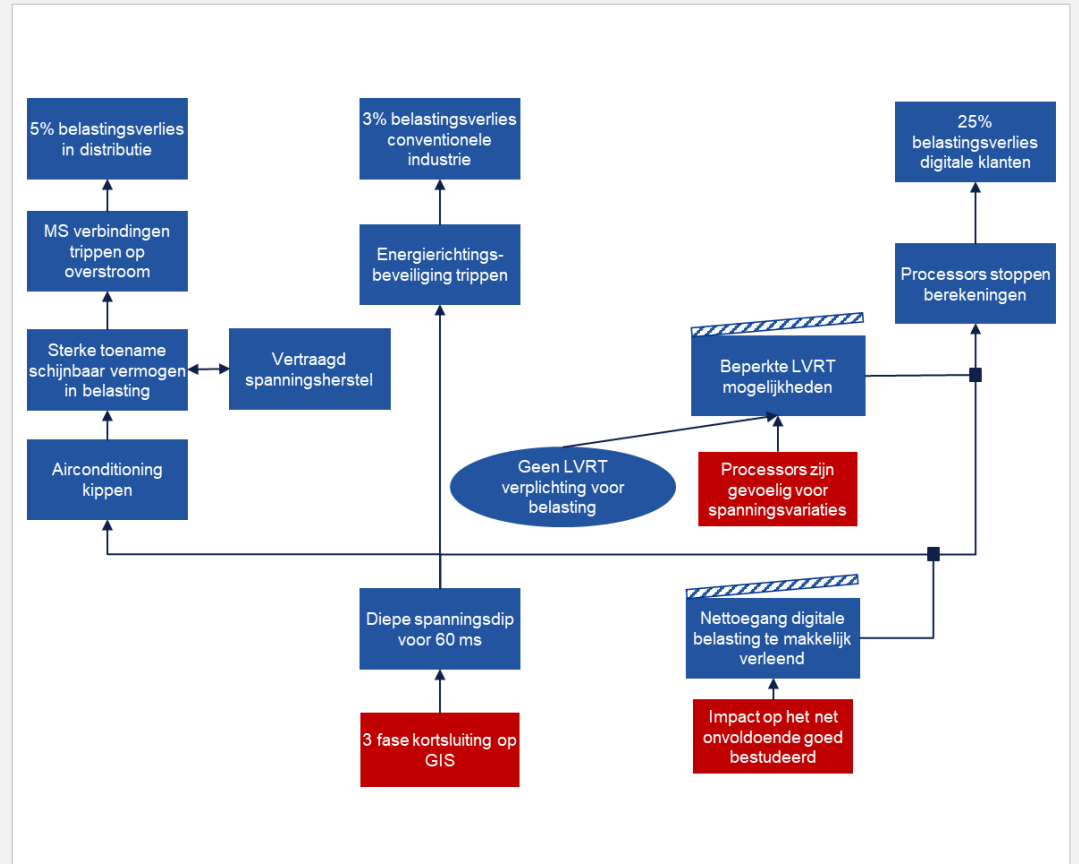 5% belastingsverlies
in distributie
3% belastingsverlies
conventionele
industrie
25%
belastingsverlies
digitale klanten
MS verbindingen
trippen op
overstroom
Energierichtings-
beveiliging trippen
Processors stoppen
berekeningen
Sterke toename
schijnbaar vermogen
in belasting
Vertraagd
spanningsherstel
Beperkte LVRT
mogelijkheden
Airconditioning
kippen
Geen LVRT
verplichting voor
belasting
Processors zijn
gevoelig voor
spanningsvariaties
Diepe spanningsdip
voor 60 ms
Nettoegang digitale
belasting te makkelijk
verleend
3 fase kortsluiting op
GIS
Impact op het net
onvoldoende goed
bestudeerd